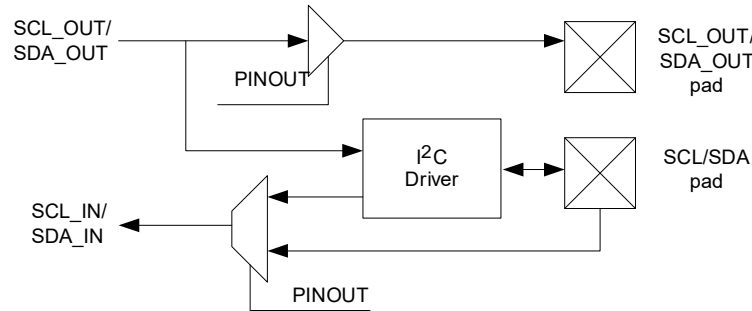 SCL_OUT/
SDA_OUT
PINOUT
SCL_OUT/
SDA_OUT
pad
I²C
Driver
SCL/SDA
pad
SCL_IN/
SDA_IN
PINOUT